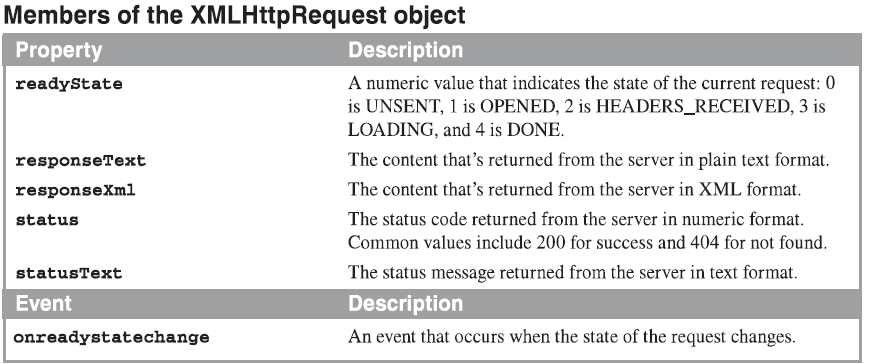 Members of the XMLHttpRequest object
Property Description
readyState A numeric value that indicates the state of the current request: 0
is UNSENT, 1 is OPENED, 2 is HEADERS_RECEIVED, 3 is
LOADING, and 4 is DONE.
responseText The content that's returned from the server in plain text format.
responseXml The content that's returned from the server in XML format.
status The status code returned from the server in numeric format.
Common values include 200 for success and 404 for not found.
statusText The status message returned from the server in text format.
Event Description
onreadystatechange An event that occurs when the state of the request changes.